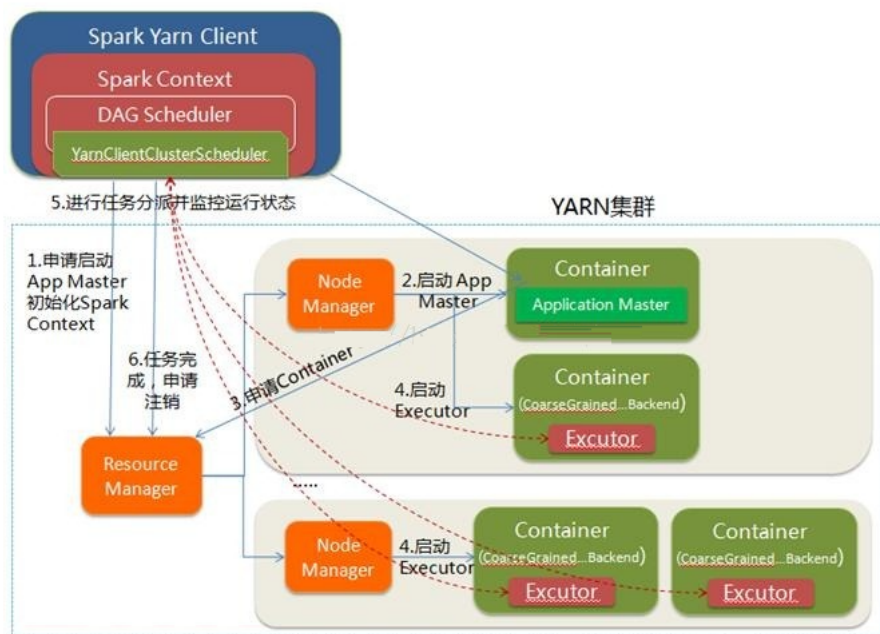 Spark Yarn Client
Spark Context
DAG Scheduler
YarnClientClusterScheduler
5.进行任务分派并监控运行状态
YARN集群
1.申请启动
App Master
初始化Spark
Context
6.任务完
成，申请
注销
3.申请Container
Resource
Manager
Node
Manager
2.启动 App
Master
Container
Application Master
4.启动
Executor
Container
(CoarseGrained...Backend)
Excutor
.....
Node
Manager
4.启动
Executor
Container
(CoarseGrained...Backend)
Excutor
Container
(CoarseGrained...Backend)
Excutor